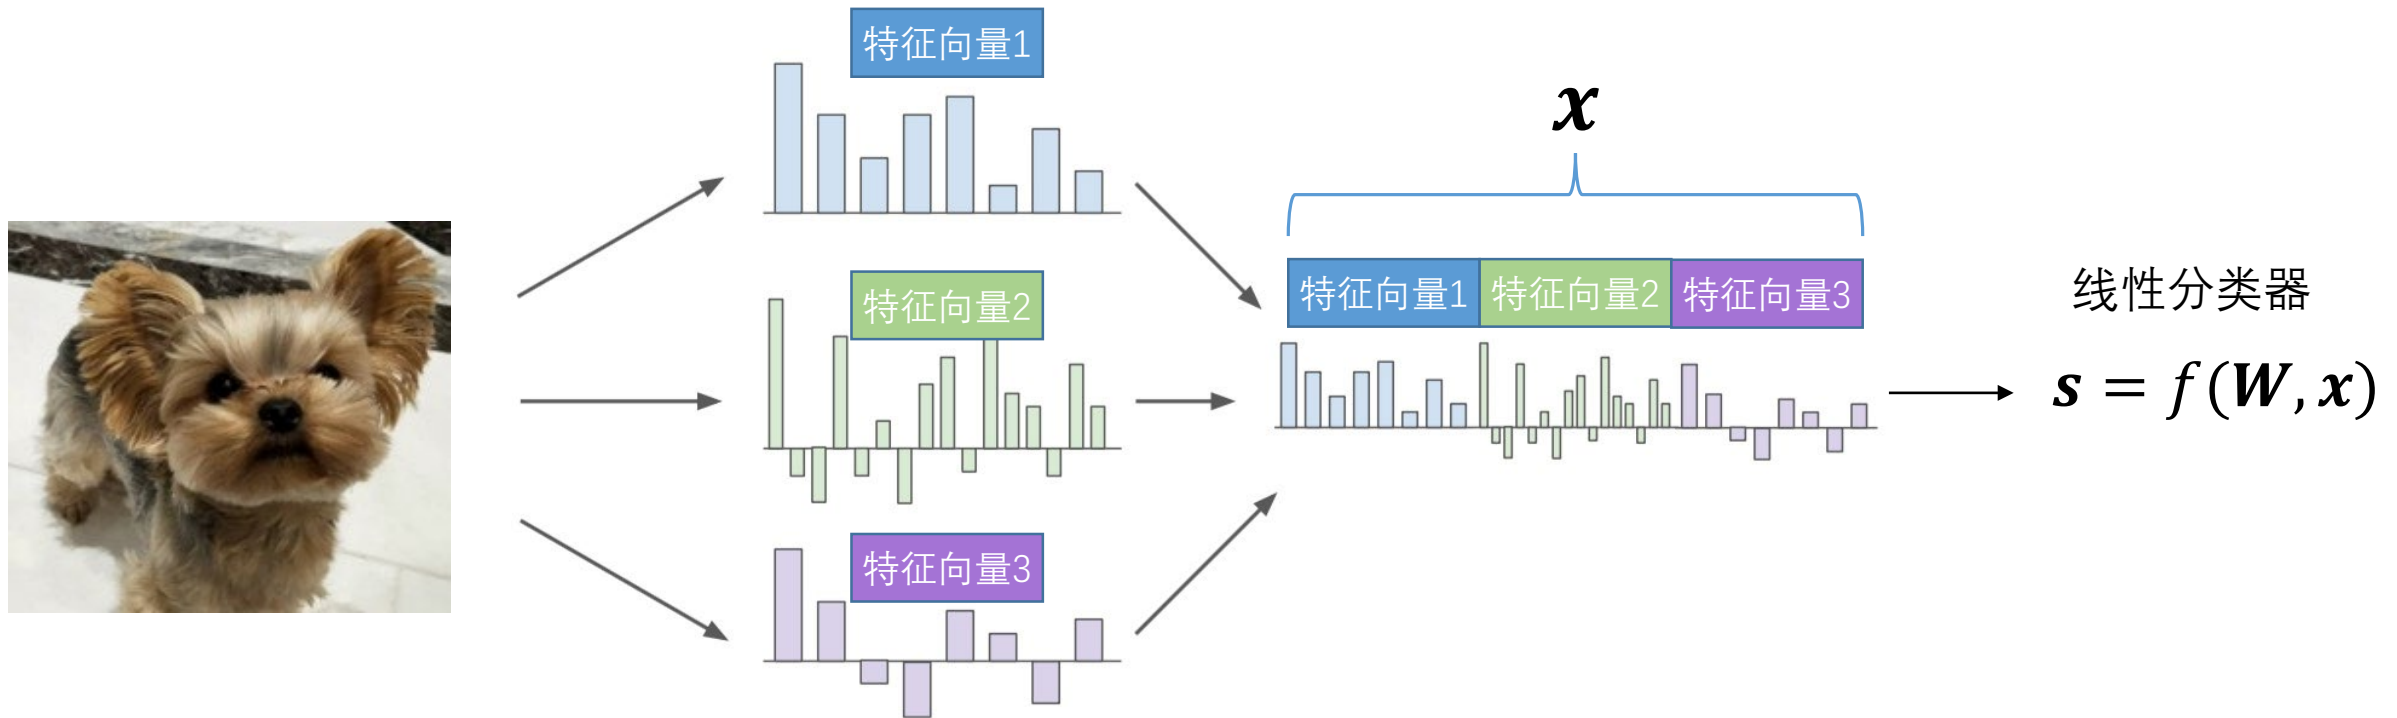 特征向量1
特征向量2
特征向量3
x
特征向量1 特征向量2 特征向量3
线性分类器
s = f(W, x)